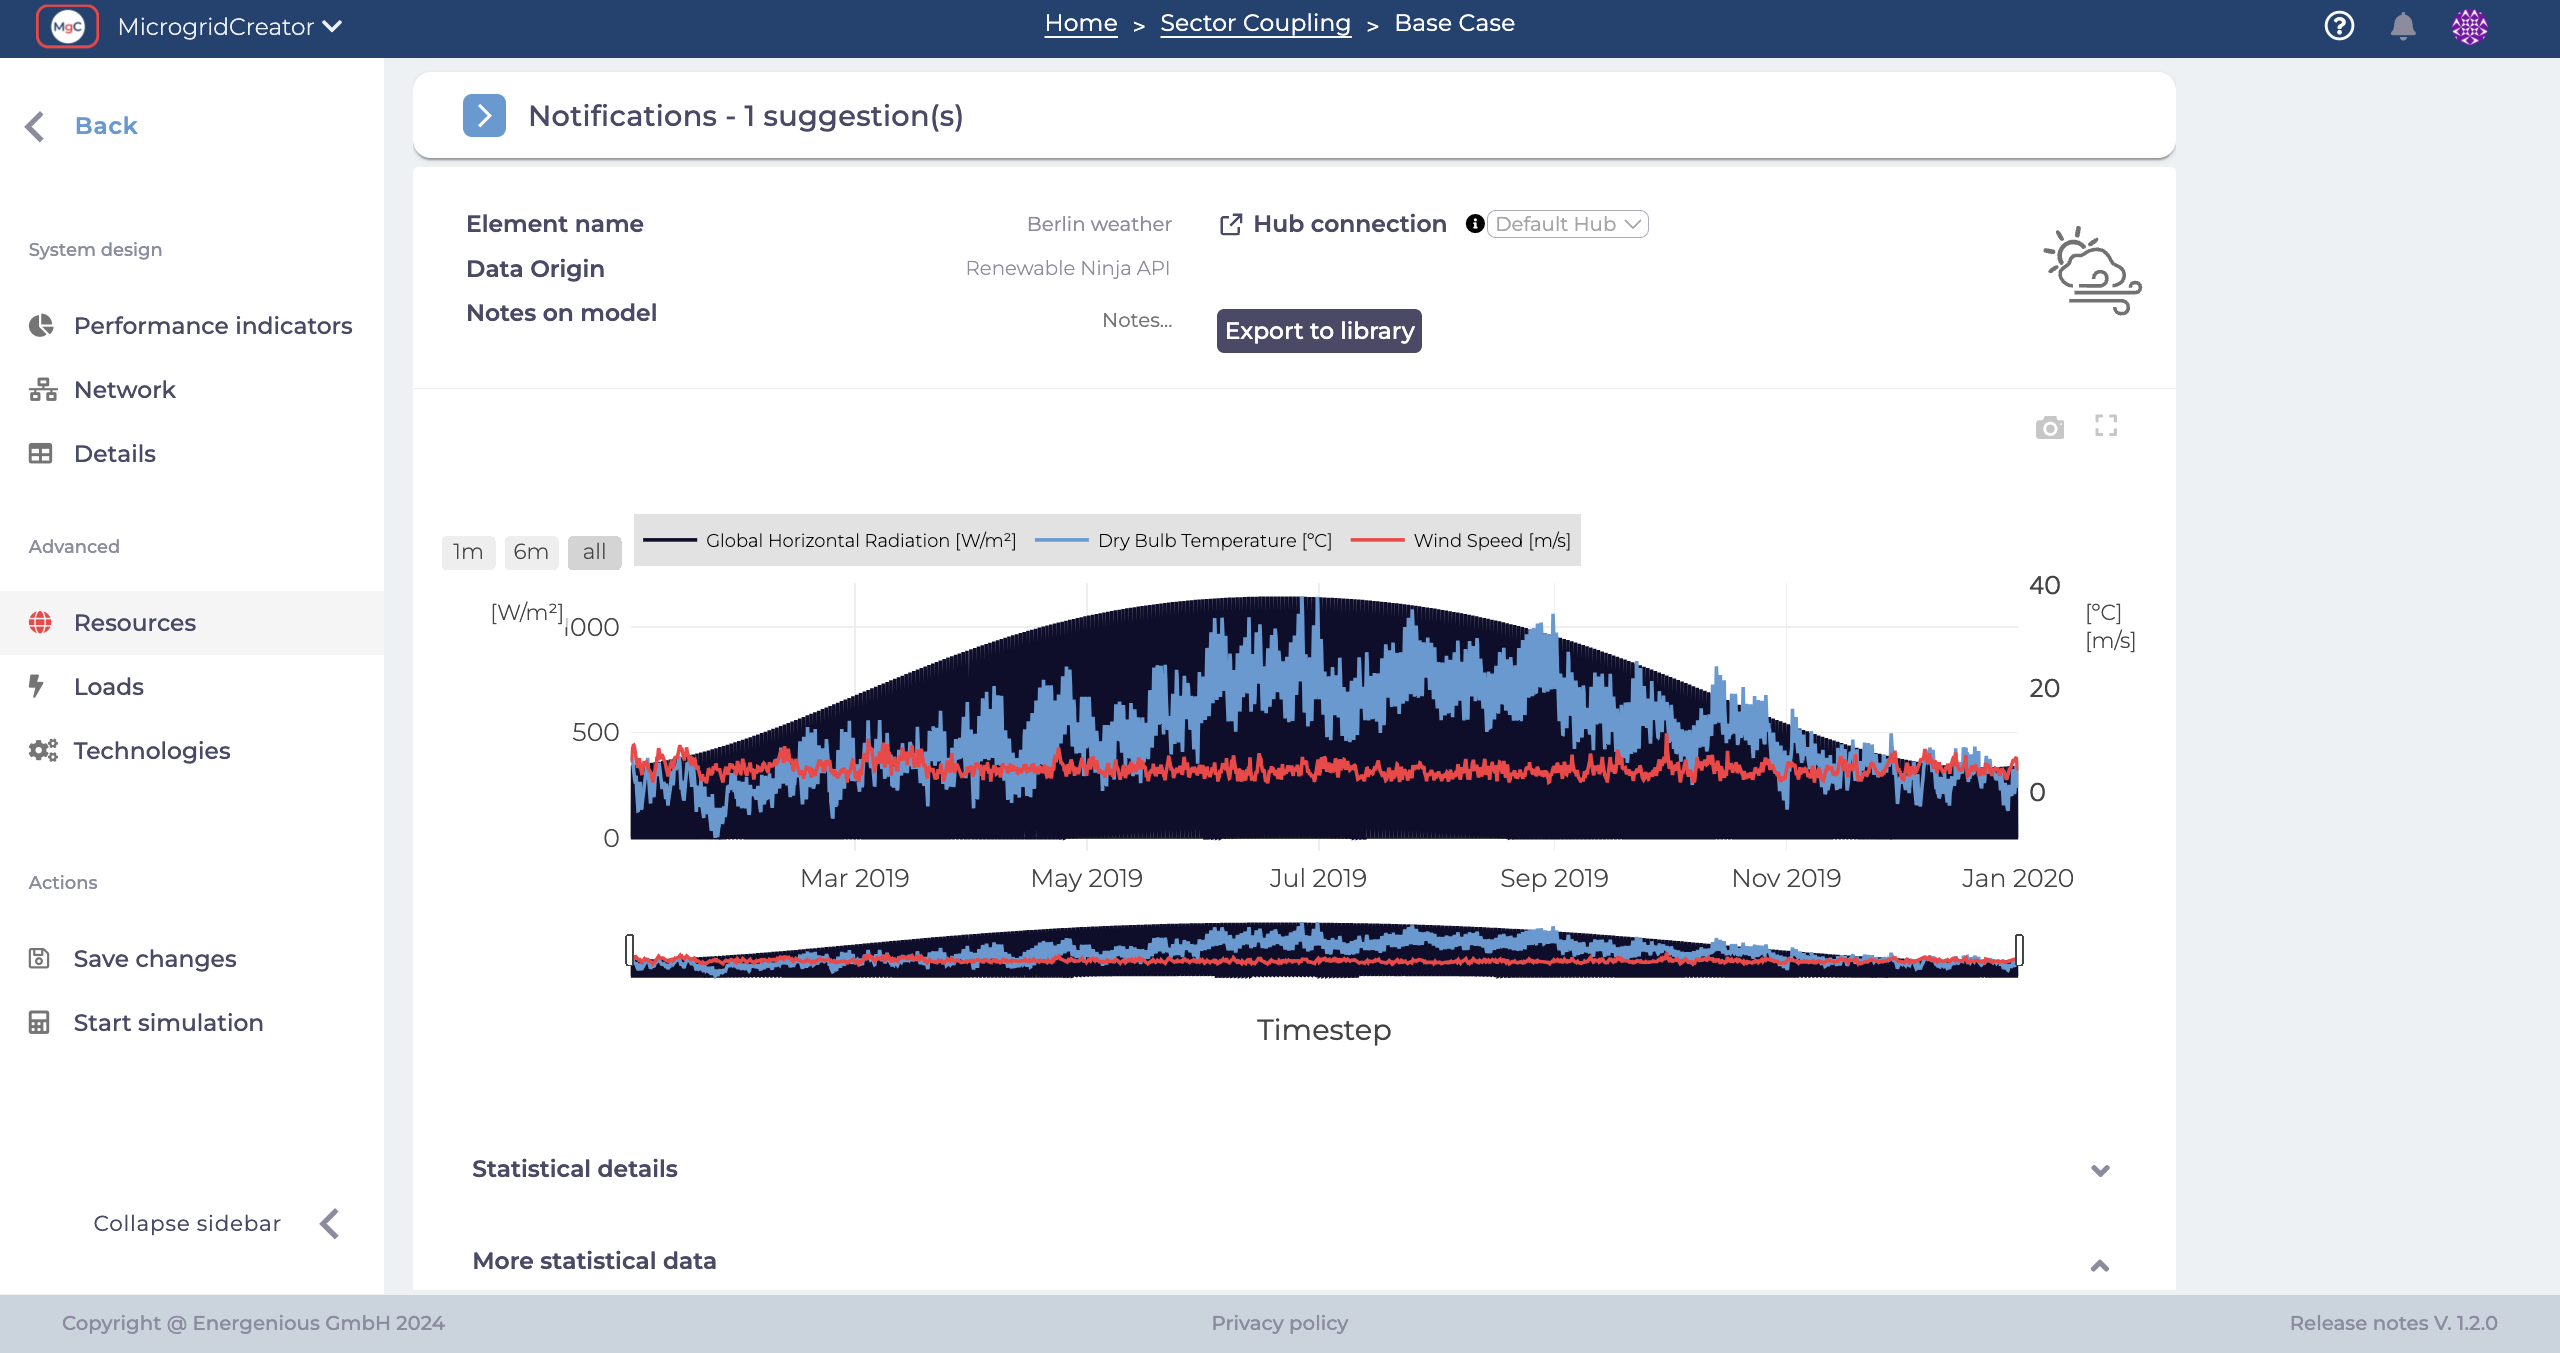 MgC MicrogridCreator
Home > Sector Coupling > Base Case
Back
System design
Performance indicators
Network
Details
Advanced
Resources
Loads
Technologies
Actions
Save changes
Start simulation
Collapse sidebar
Notifications - 1 suggestion(s)
Element name Berlin weather
Data Origin Renewable Ninja API
Notes on model Notes...
Hub connection Default Hub
Export to library
1m 6m all
Global Horizontal Radiation [W/m²] Dry Bulb Temperature [°C] Wind Speed [m/s]
[W/m²]
1000
500
0
40
20
0
[°C]
[m/s]
Mar 2019 May 2019 Jul 2019 Sep 2019 Nov 2019 Jan 2020
Timestep
Statistical details
More statistical data
Copyright @ Energenious GmbH 2024 Privacy policy Release notes V. 1.2.0